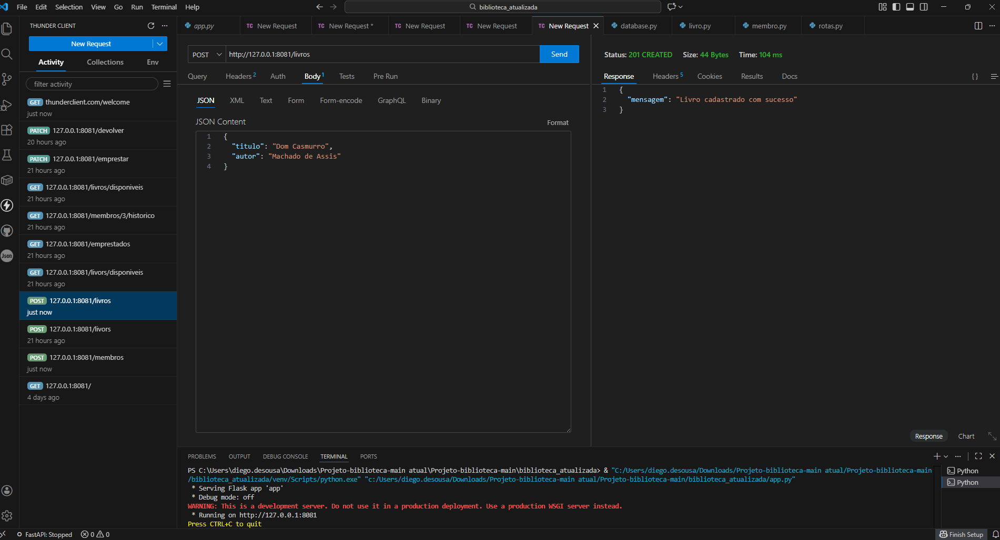 File Edit Selection View Go Run Terminal Help
biblioteca_atualizada
THUNDER CLIENT
New Request
Activity Collections Env
filter activity
GET thunderclient.com/welcome
just now
PATCH 127.0.0.1:8081/devolver
20 hours ago
PATCH 127.0.0.1:8081/emprestar
21 hours ago
GET 127.0.0.1:8081/livros/disponiveis
21 hours ago
GET 127.0.0.1:8081/membros/3/historico
21 hours ago
GET 127.0.0.1:8081/emprestados
21 hours ago
GET 127.0.0.1:8081/livors/disponiveis
21 hours ago
POST 127.0.0.1:8081/livros
just now
POST 127.0.0.1:8081/livors
21 hours ago
POST 127.0.0.1:8081/membros
just now
GET 127.0.0.1:8081/
4 days ago
Json
app.py TC New Request TC New Request * TC New Request TC New Request TC New Request database.py livro.py membro.py rotas.py
POST http://127.0.0.1:8081/livros Send
Query Headers 2 Auth Body 1 Tests Pre Run
JSON XML Text Form Form-encode GraphQL Binary
JSON Content Format
1 {
2 "titulo": "Dom Casmurro",
3 "autor": "Machado de Assis"
4 }
Status: 201 CREATED Size: 44 Bytes Time: 104 ms
Response Headers 5 Cookies Results Docs { }
1 {
2 "mensagem": "Livro cadastrado com sucesso"
3 }
Response Chart
PROBLEMS OUTPUT DEBUG CONSOLE TERMINAL PORTS
PS C:\Users\diego.desousa\Downloads\Projeto-biblioteca-main atual\Projeto-biblioteca-main\biblioteca_atualizada> & "C:/Users/diego.desousa/Downloads/Projeto-biblioteca-main atual/Projeto-biblioteca-main
/biblioteca_atualizada/venv/Scripts/python.exe" "c:/Users/diego.desousa/Downloads/Projeto-biblioteca-main atual/Projeto-biblioteca-main/biblioteca_atualizada/app.py"
* Serving Flask app 'app'
* Debug mode: off
WARNING: This is a development server. Do not use it in a production deployment. Use a production WSGI server instead.
* Running on http://127.0.0.1:8081
Press CTRL+C to quit
Python
Python
FastAPI: Stopped 0 0
Finish Setup